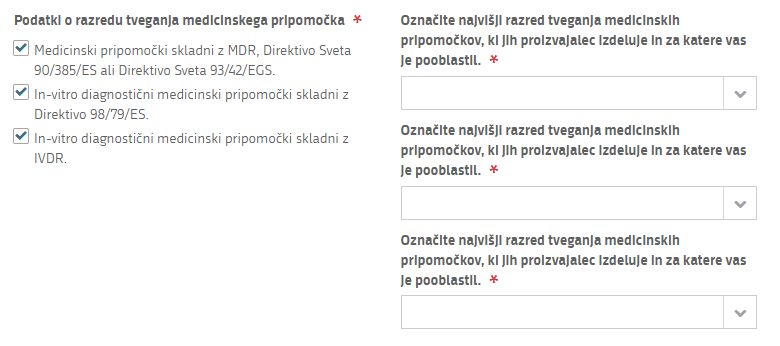 Podatki o razredu tveganja medicinskega pripomočka *
Medicinski pripomočki skladni z MDR, Direktivo Sveta
90/385/ES ali Direktivo Sveta 93/42/EGS.
In-vitro diagnostični medicinski pripomočki skladni z
Direktivo 98/79/ES.
In-vitro diagnostični medicinski pripomočki skladni z
IVDR.
Označite najvišji razred tveganja medicinskih
pripomočkov, ki jih proizvajalec izdeluje in za katere vas
je pooblastil. *
Označite najvišji razred tveganja medicinskih
pripomočkov, ki jih proizvajalec izdeluje in za katere vas
je pooblastil. *
Označite najvišji razred tveganja medicinskih
pripomočkov, ki jih proizvajalec izdeluje in za katere vas
je pooblastil. *